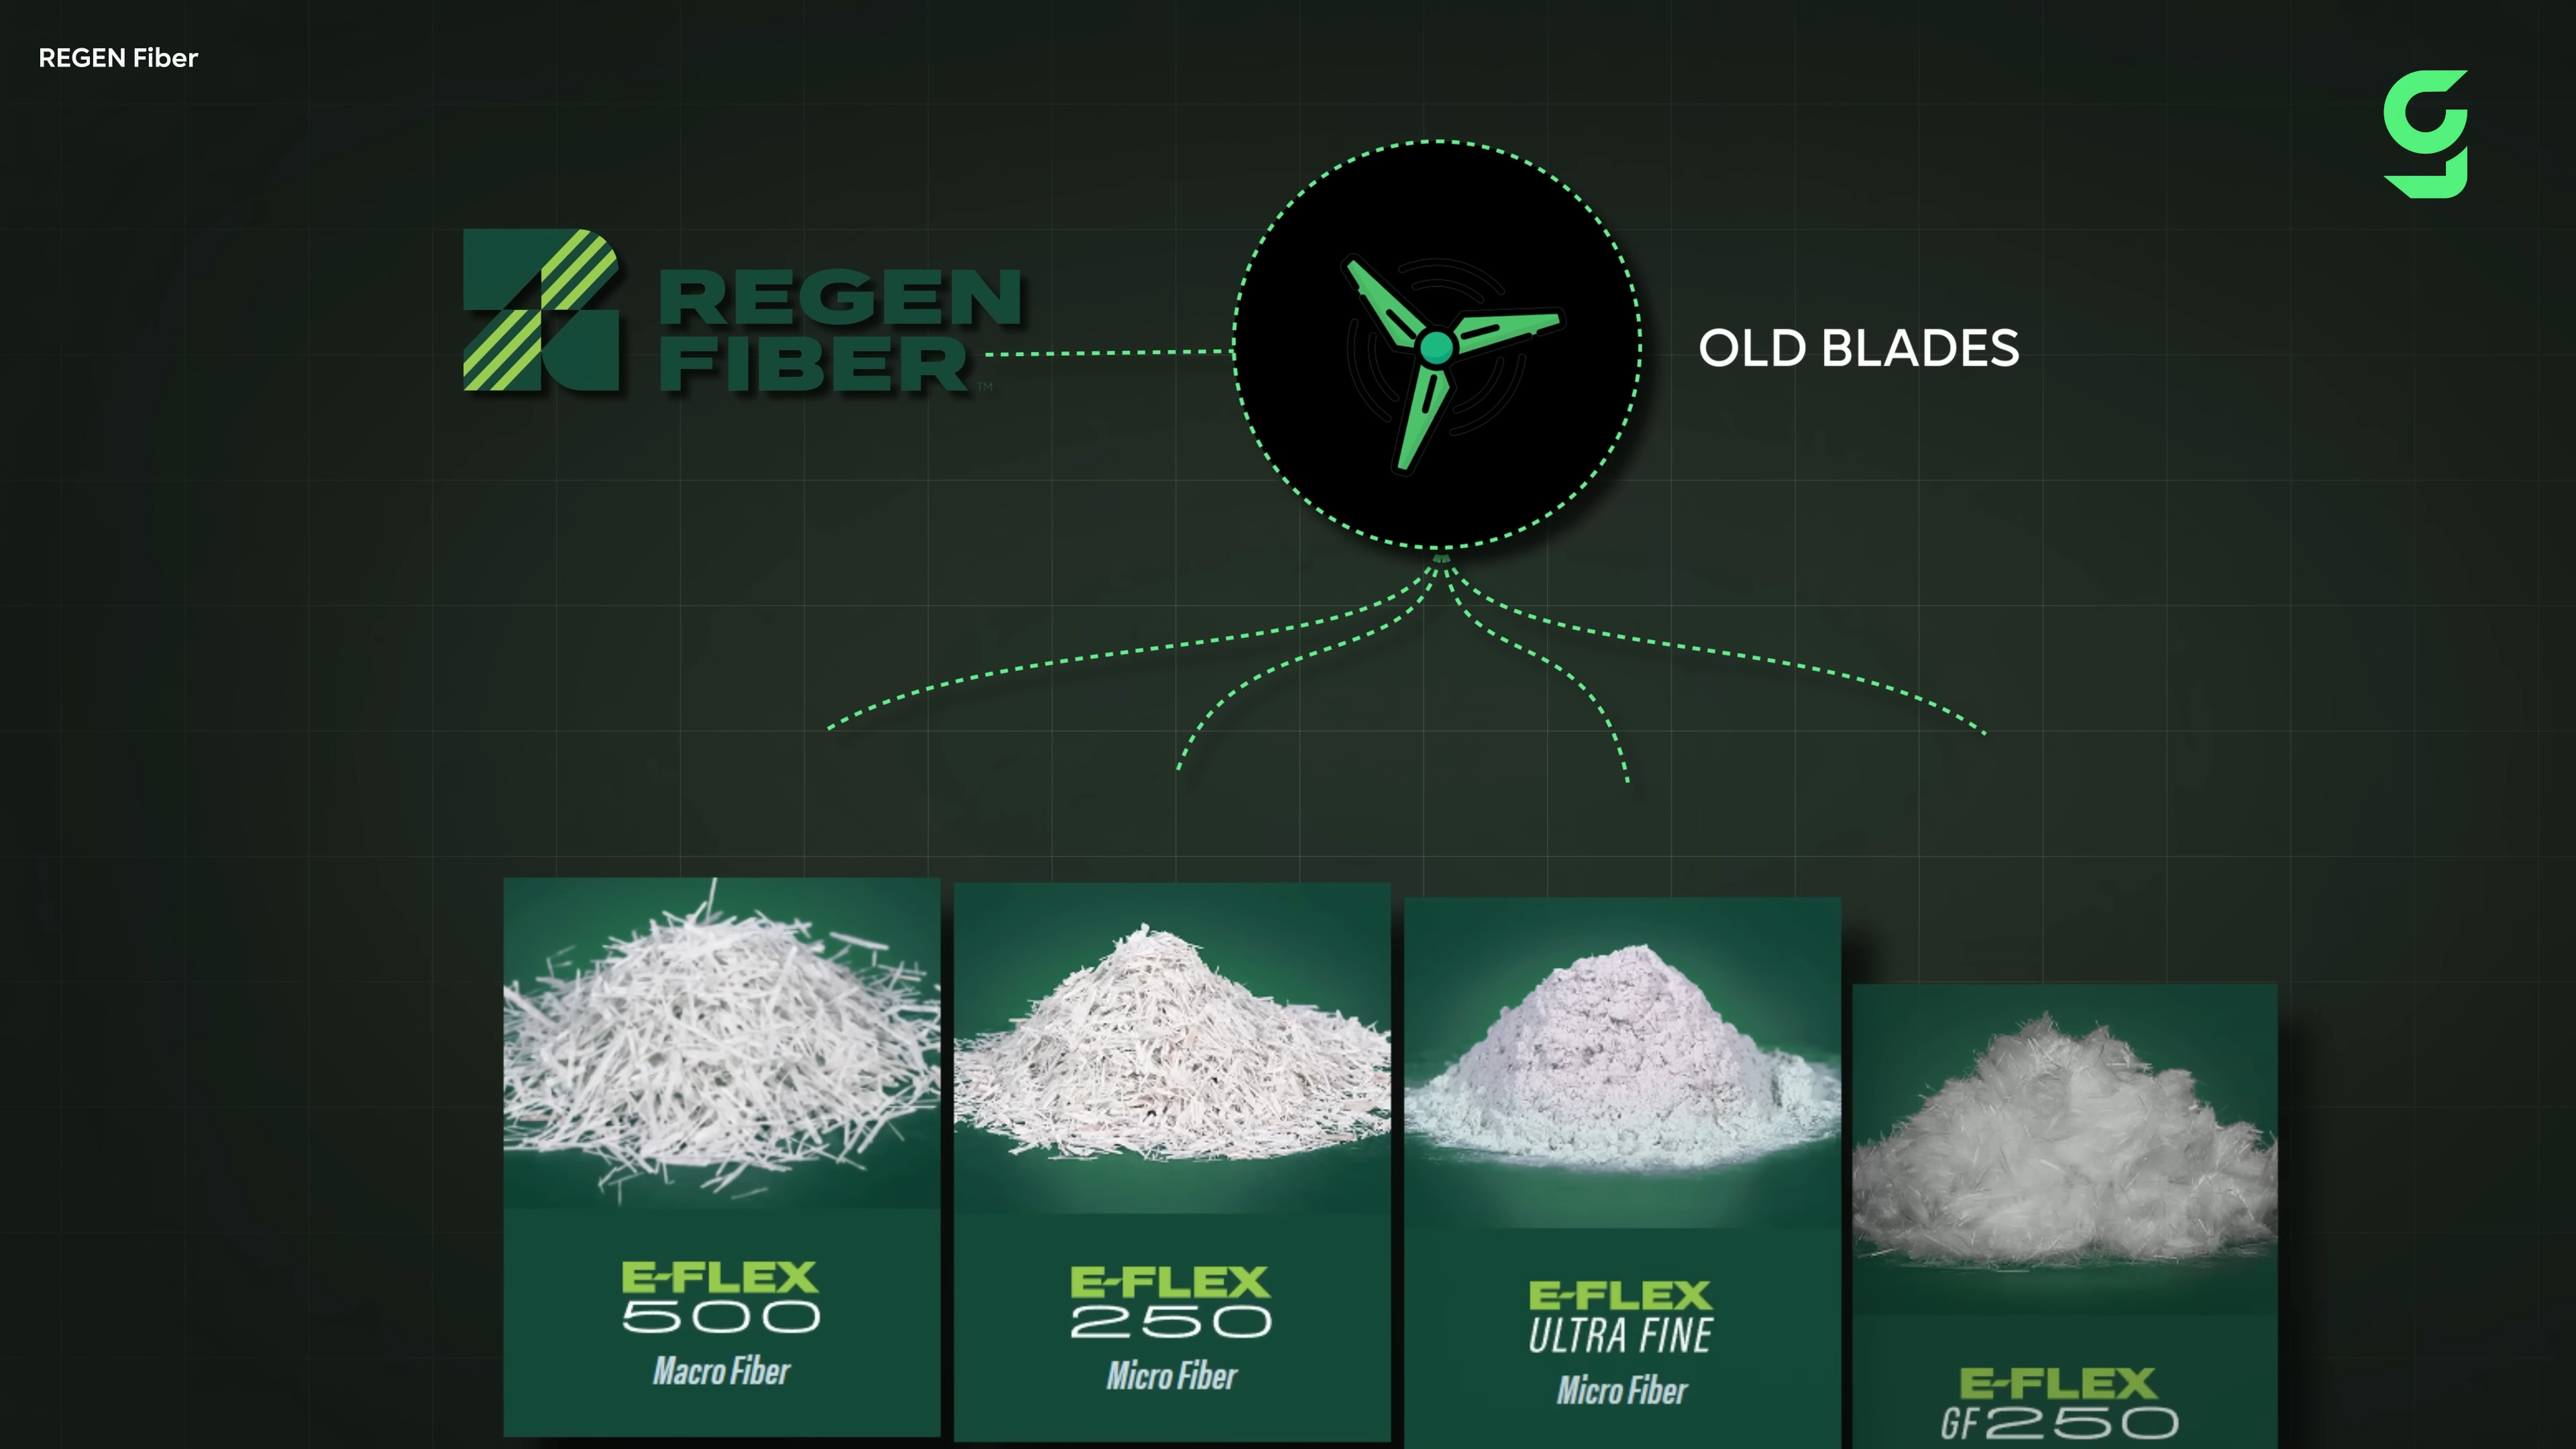 REGEN Fiber
REGEN
FIBER™
OLD BLADES
E-FLEX
500
Macro Fiber
E-FLEX
250
Micro Fiber
E-FLEX
ULTRA FINE
Micro Fiber
E-FLEX
GF250